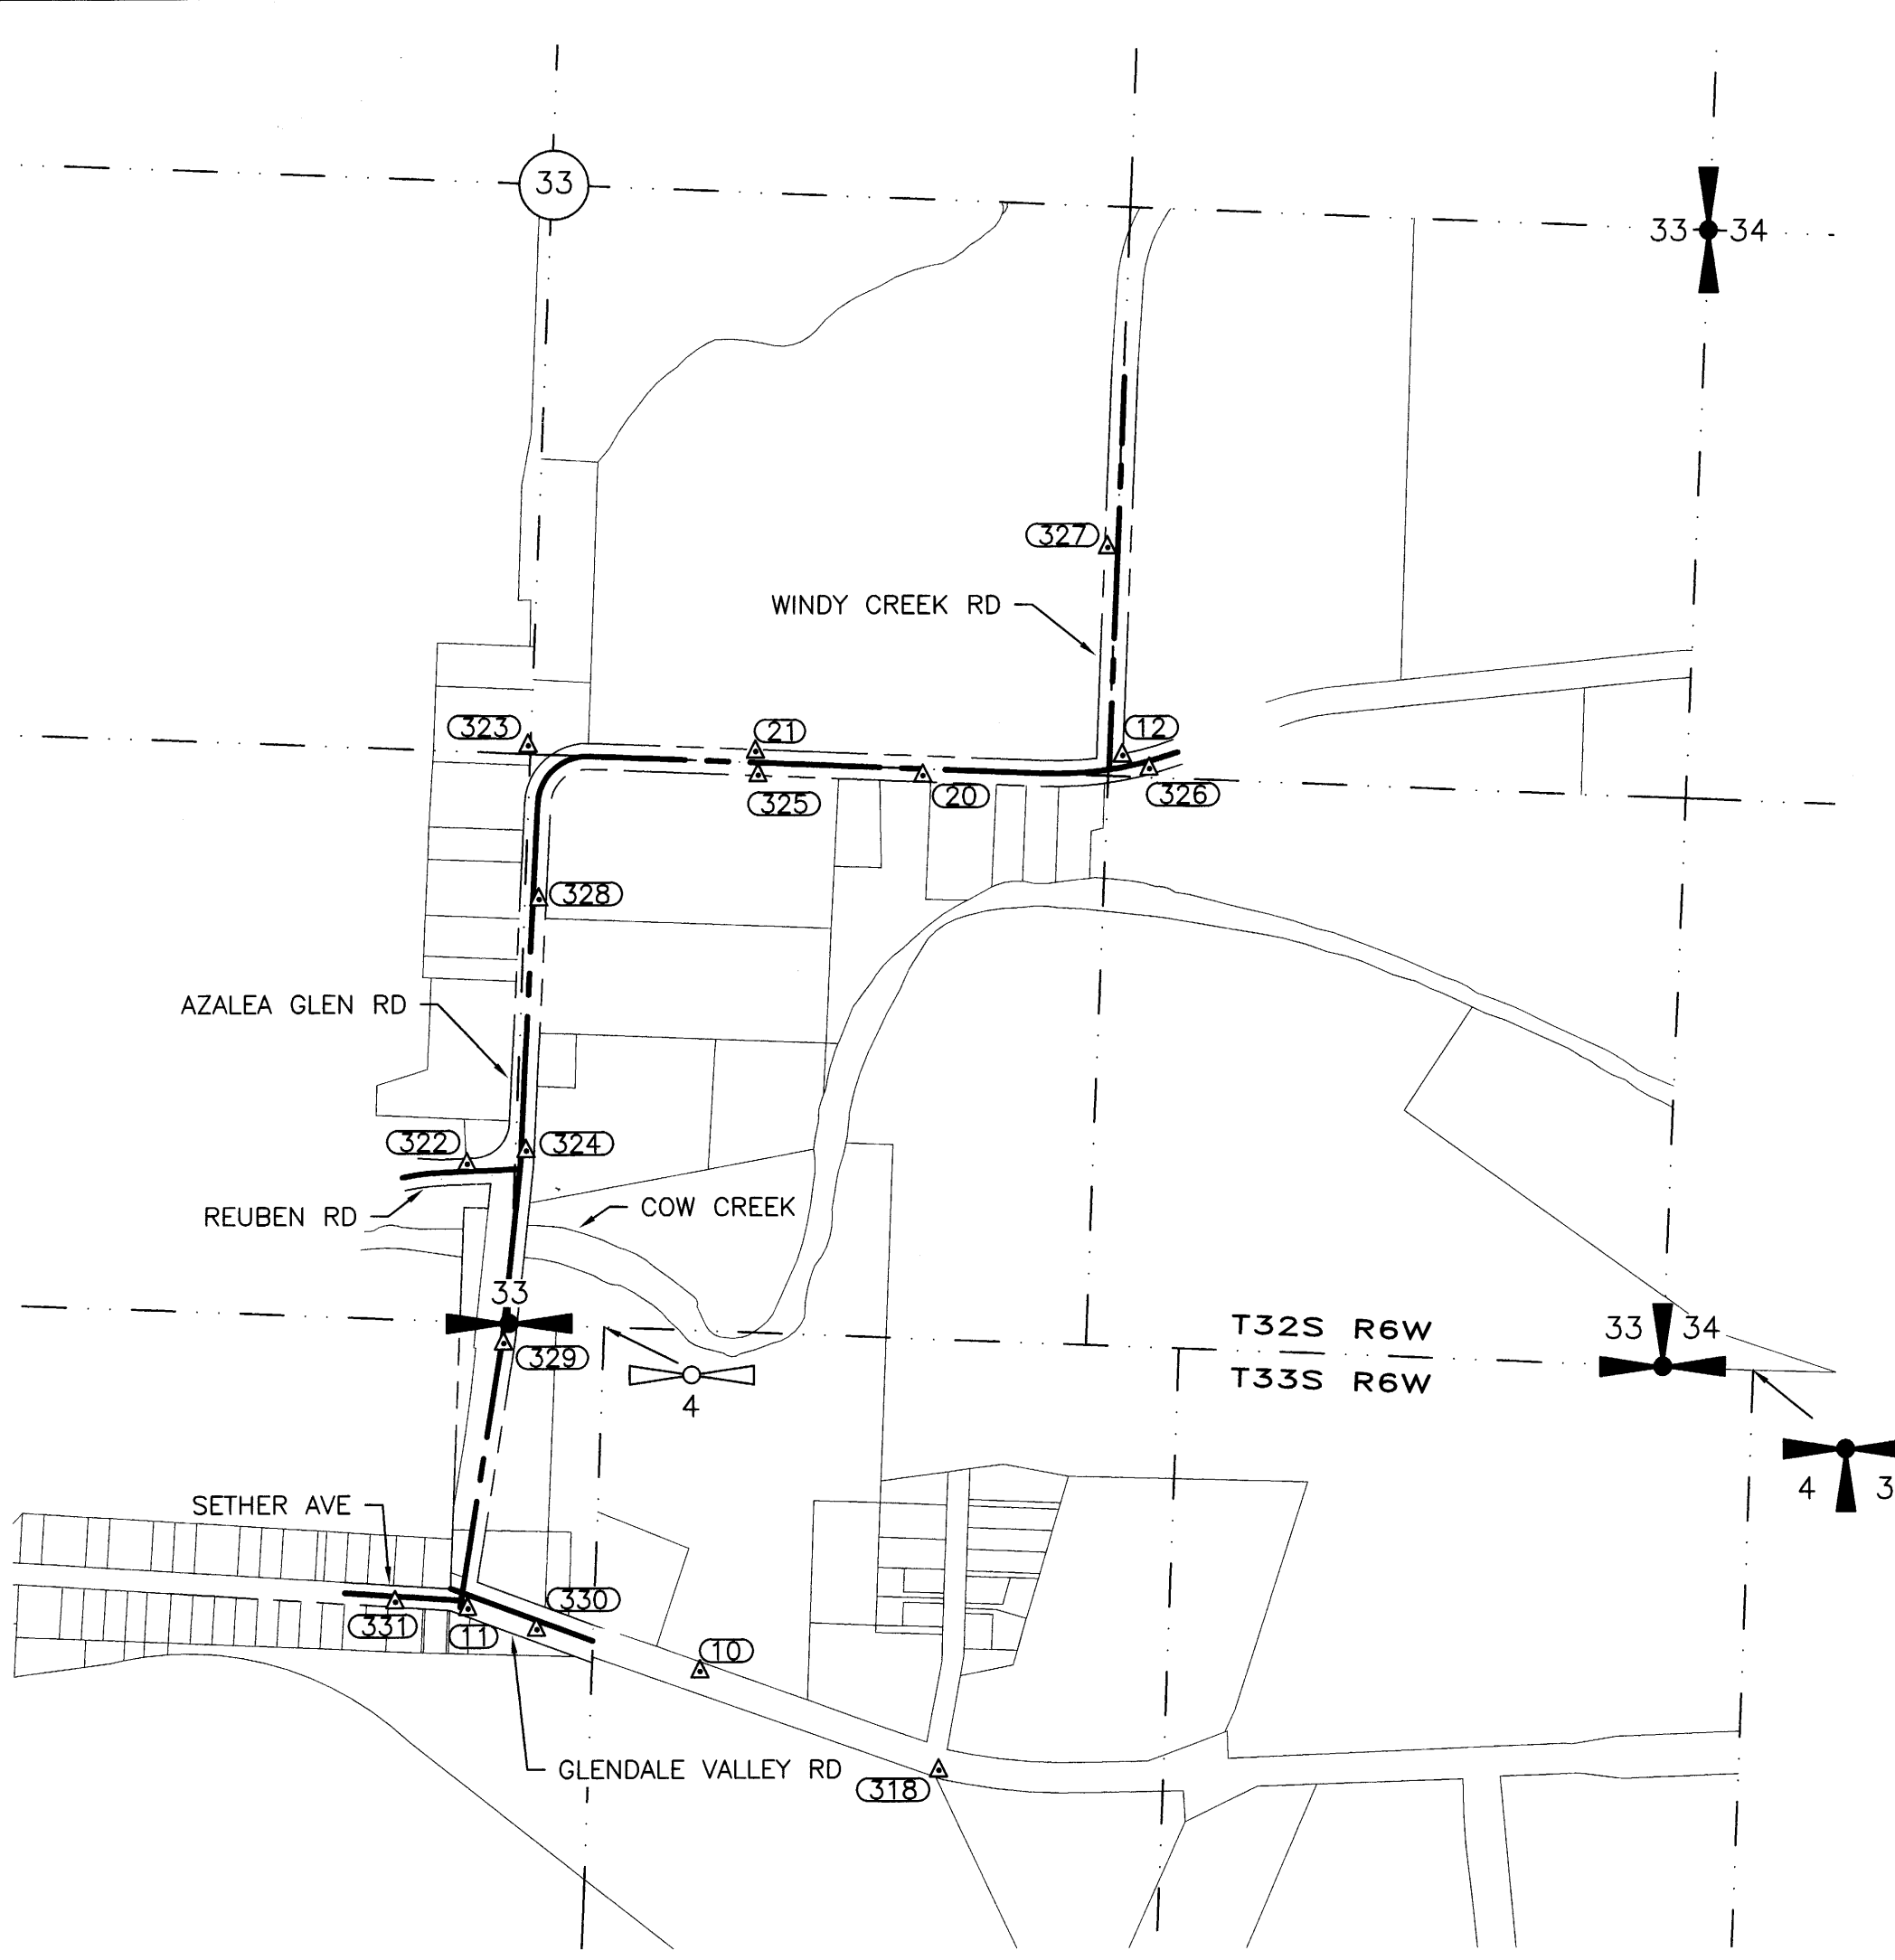 33
33 34
327
WINDY CREEK RD
323
21
12
325
20
326
328
AZALEA GLEN RD
322
324
REUBEN RD
COW CREEK
33
T32S R6W
33 34
329
T33S R6W
4
4 3
SETHER AVE
330
331
11
10
GLENDALE VALLEY RD
318